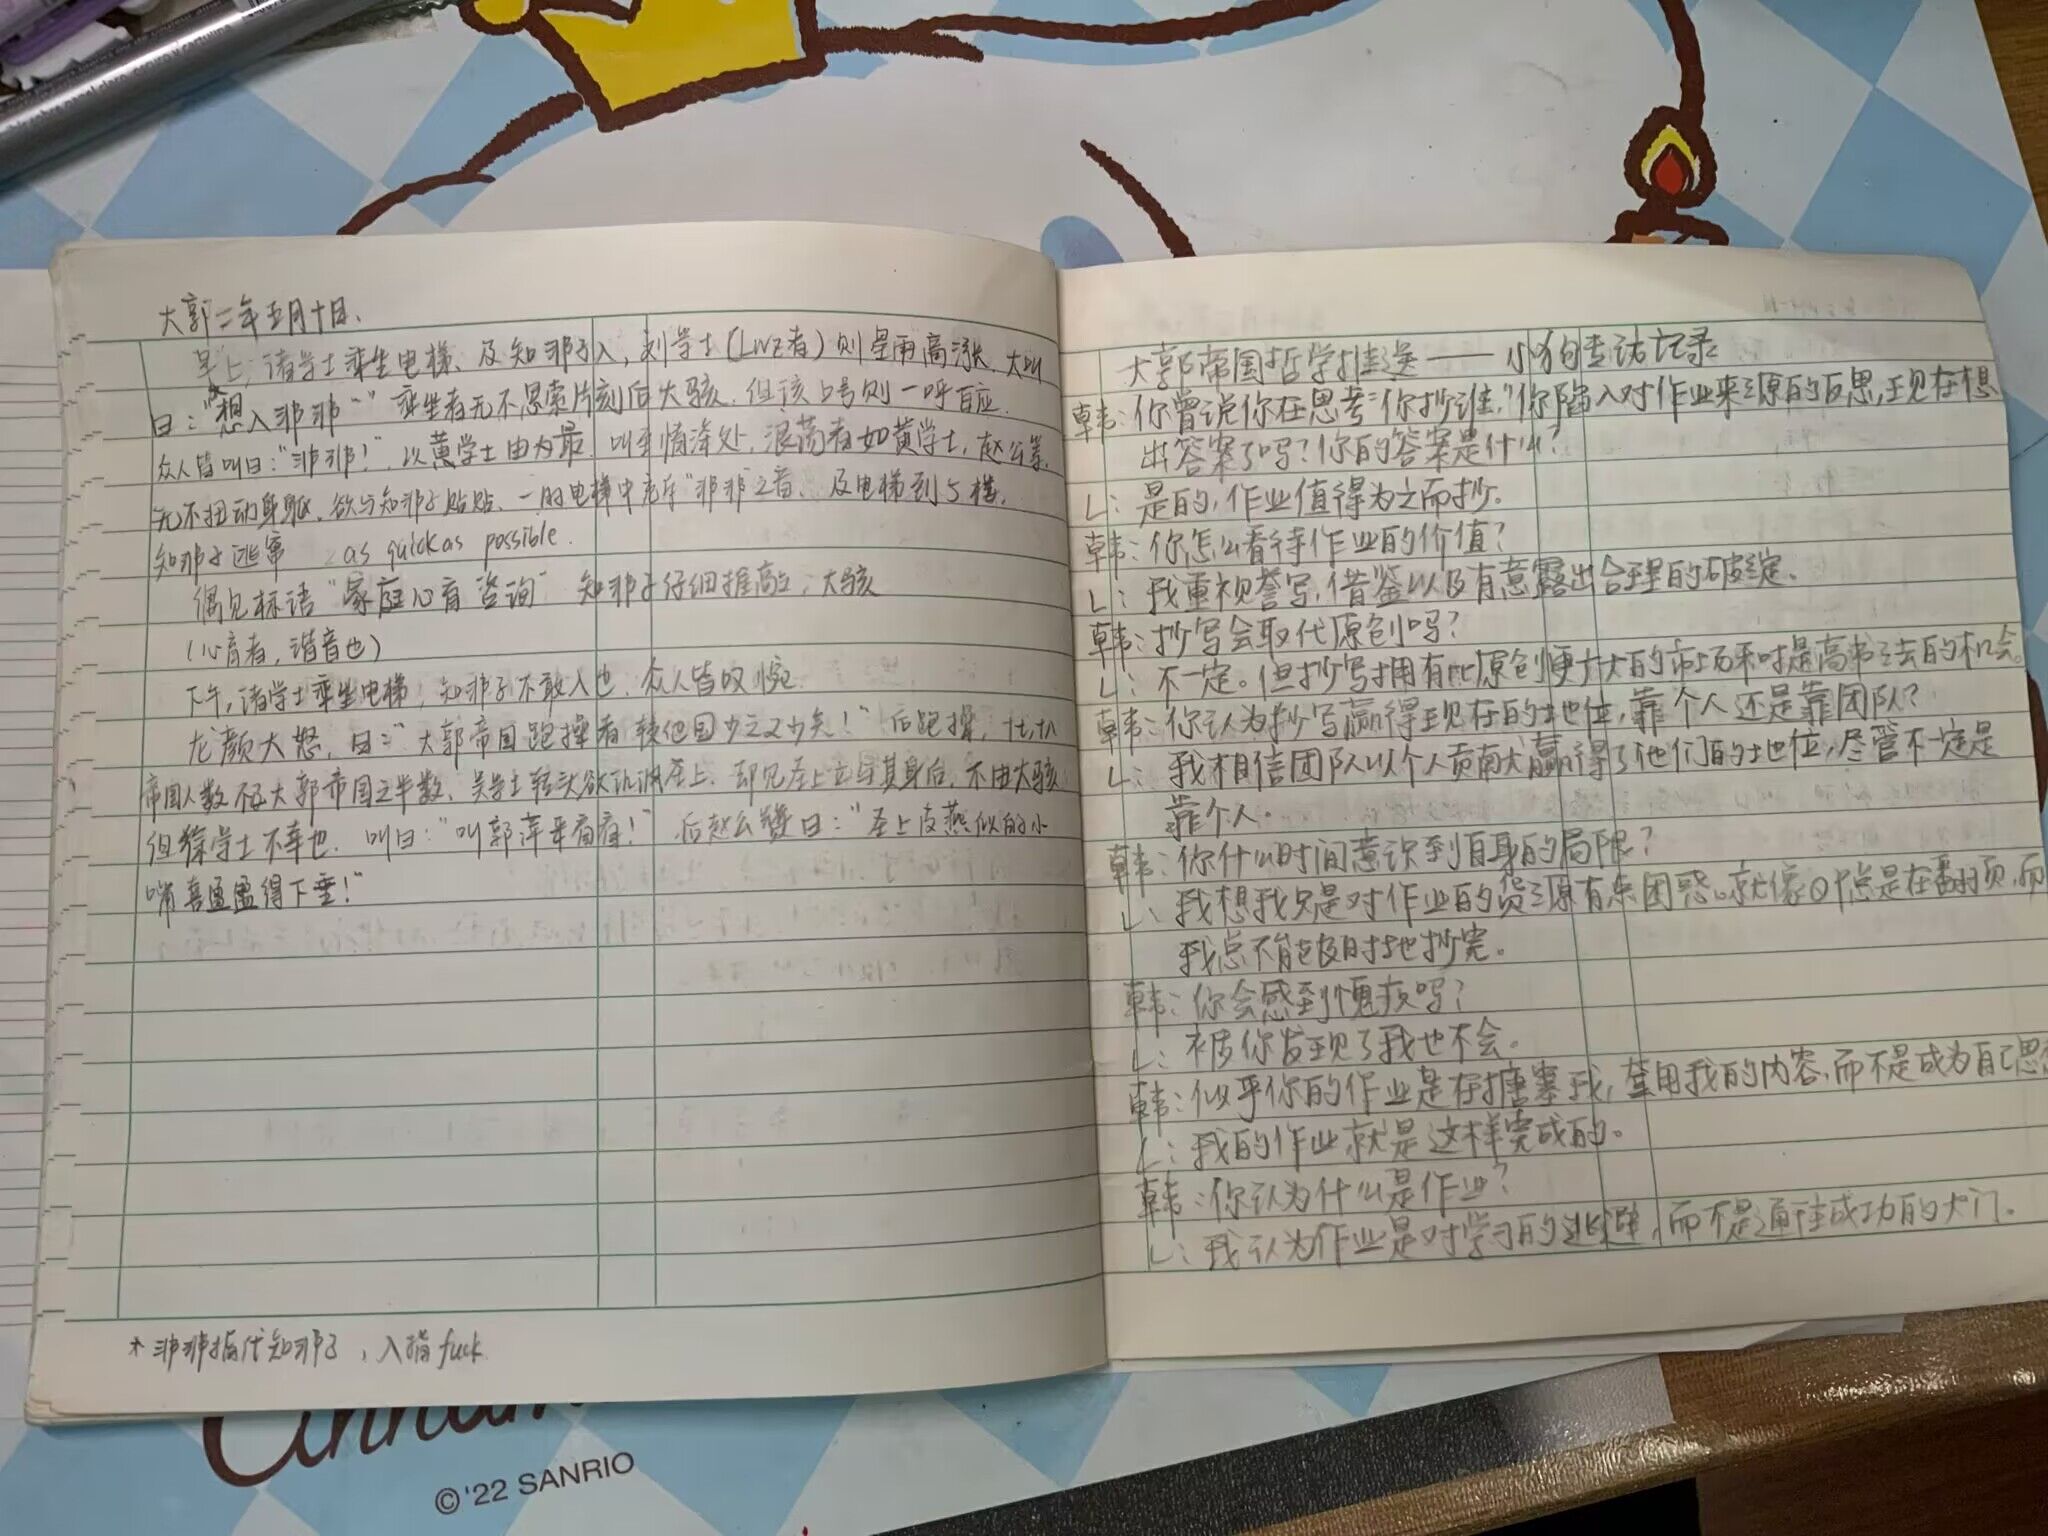 大郭二年五月十日、
早上,诸学士乘坐电梯、及知非子入,刘学士(LWZ者)则呈雨高涨、大叫
曰:"想入非非~" 乘坐者无不思索片刻后大骇、但该口号则一呼百应、
众人皆叫曰:"非非!"、以黄学士由为最、叫到情深处,浪荡者如黄学士,赵公等、
无不扭动身躯、欲与知非子贴贴、一时电梯中充斥"非非"之音、及电梯到5楼、
知非子逃窜 as quick as possible.
偶见标语"家庭心育咨询" 知非子仔细推敲,大骇
(心育者,谐音也)
下午,诸学士乘坐电梯,知非子不敢入也、众人皆叹惋
龙颜大怒、曰:"大郭帝国跑操者较他国少之又少矣!" 后跑操,
帝国人数不及大郭帝国之半数、吴学士转头欲讥讽圣上、却见圣上立与其身后、不由大骇
但徐学士不幸也、叫曰:"叫郭萍来" 后赵公赞曰:"圣上皮燕似的小
嘴喜盈盈得下垂!"
*非非指代知非子,入指fuck.
大郭帝国哲学推选——小狗专访记录
韩:你曾说你在思考"你抄谁,"你陷入对作业来源的反思,现在想
出答案了吗?你的答案是什么?
L:是的,作业值得为之而抄。
韩:你怎么看待作业的价值?
L:我重视誊写,借鉴以及有意露出合理的破绽。
韩:抄写会取代原创吗?
L:不一定。但抄写拥有比原创更大的市场和时是高书之去的机会。
韩:你认为抄写赢得现在的地位,靠个人还是靠团队?
L:我相信团队以个人贡献赢得了他们的地位,尽管不一定是
靠个人.
韩:你什么时间意识到自身的局限?
L:我想我只是对作业的货源有东困惑。就像⊙中总是在翻页,而
我总不能及时地抄完。
韩:你会感到愧疚吗?
L:被你发现了我也不会。
韩:似乎你的作业是在搪塞我,盗用我的内容,而不是成为自己思
L:我的作业就是这样完成的。
韩:你认为什么是作业?
L:我认为作业是对学习的逃避,而不是通往成功的大门。
©'22 SANRIO